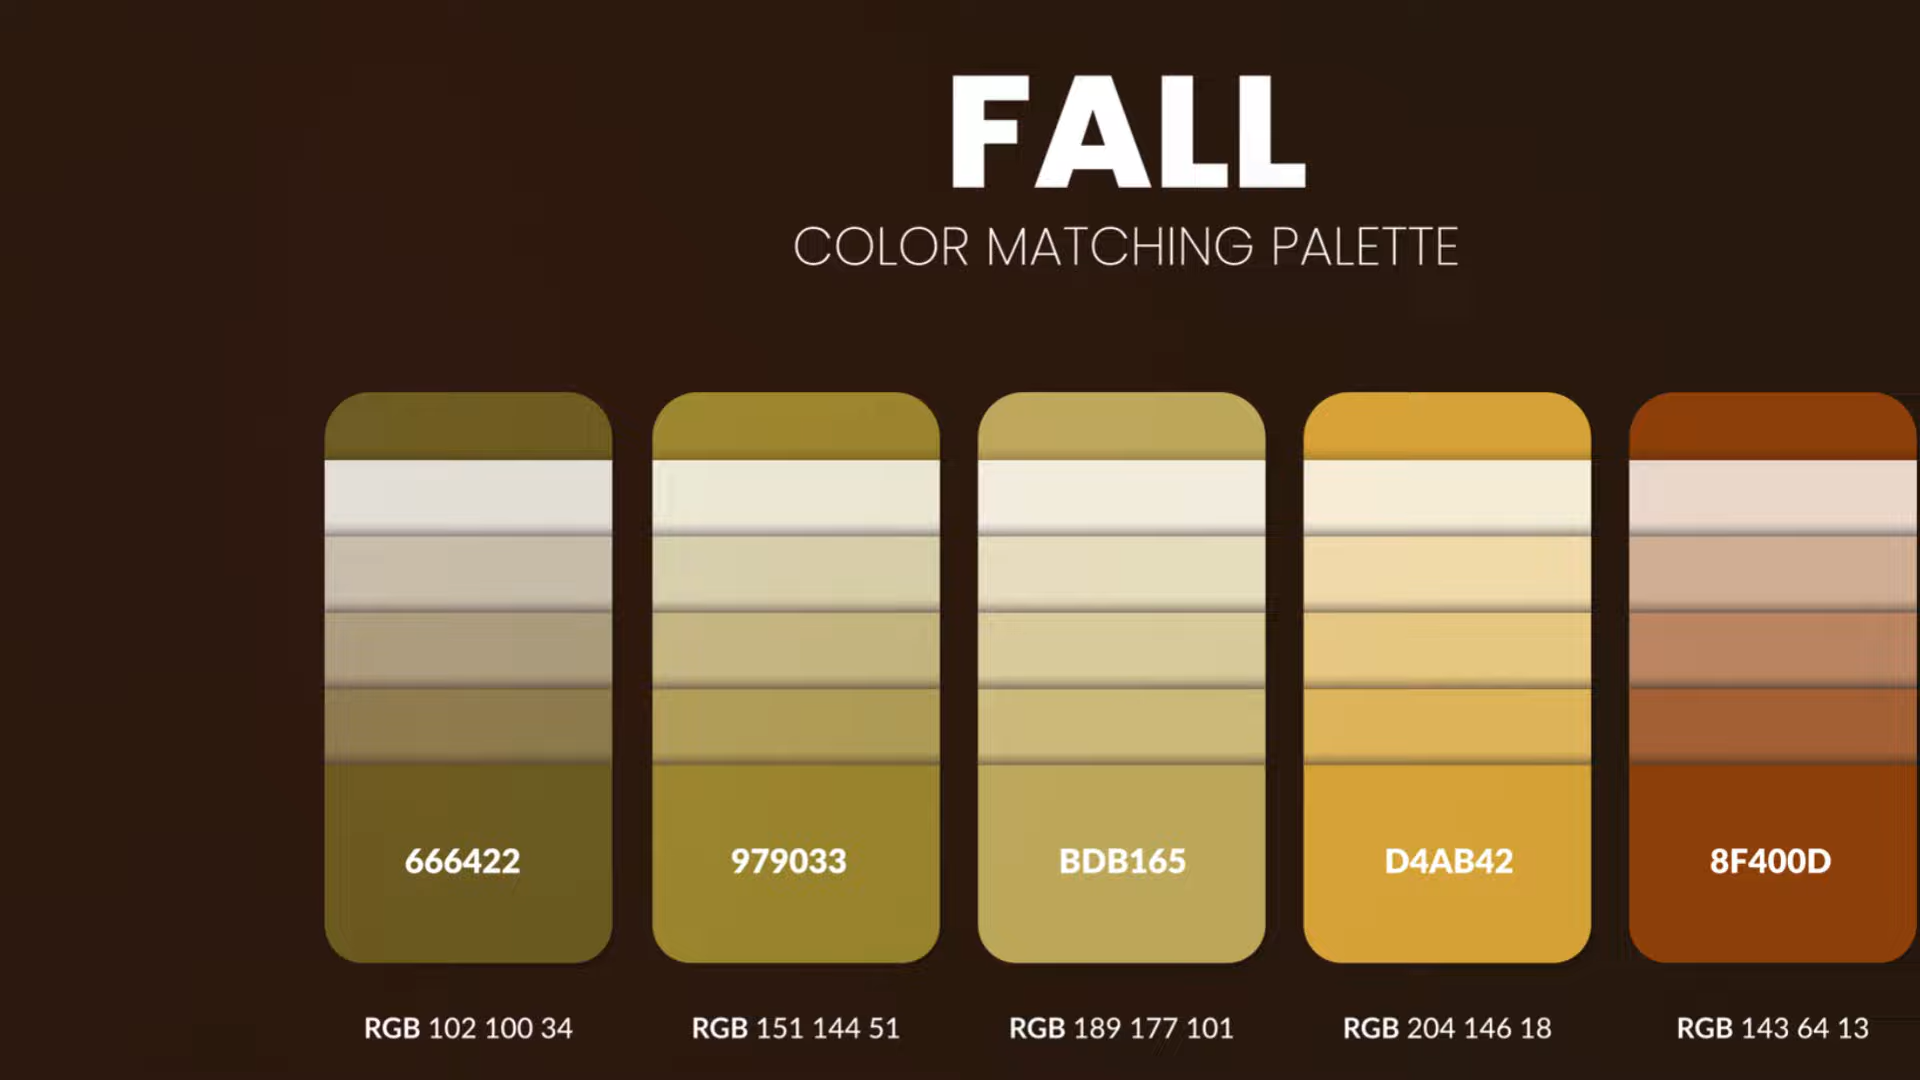 FALL
COLOR MATCHING PALETTE
666422
979033
BDB165
D4AB42
8F400D
RGB 102 100 34
RGB 151 144 51
RGB 189 177 101
RGB 204 146 18
RGB 143 64 13